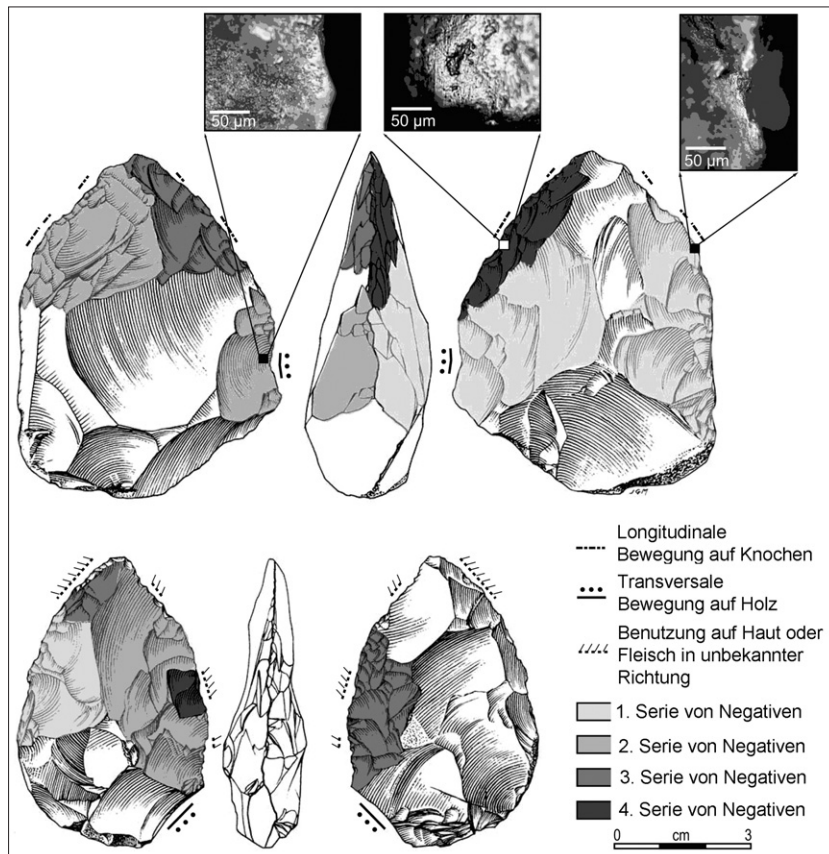 50 µm
50 µm
50 µm
JGM
Longitudinale
Bewegung auf Knochen
Transversale
Bewegung auf Holz
Benutzung auf Haut oder
Fleisch in unbekannter
Richtung
1. Serie von Negativen
2. Serie von Negativen
3. Serie von Negativen
4. Serie von Negativen
0 cm 3